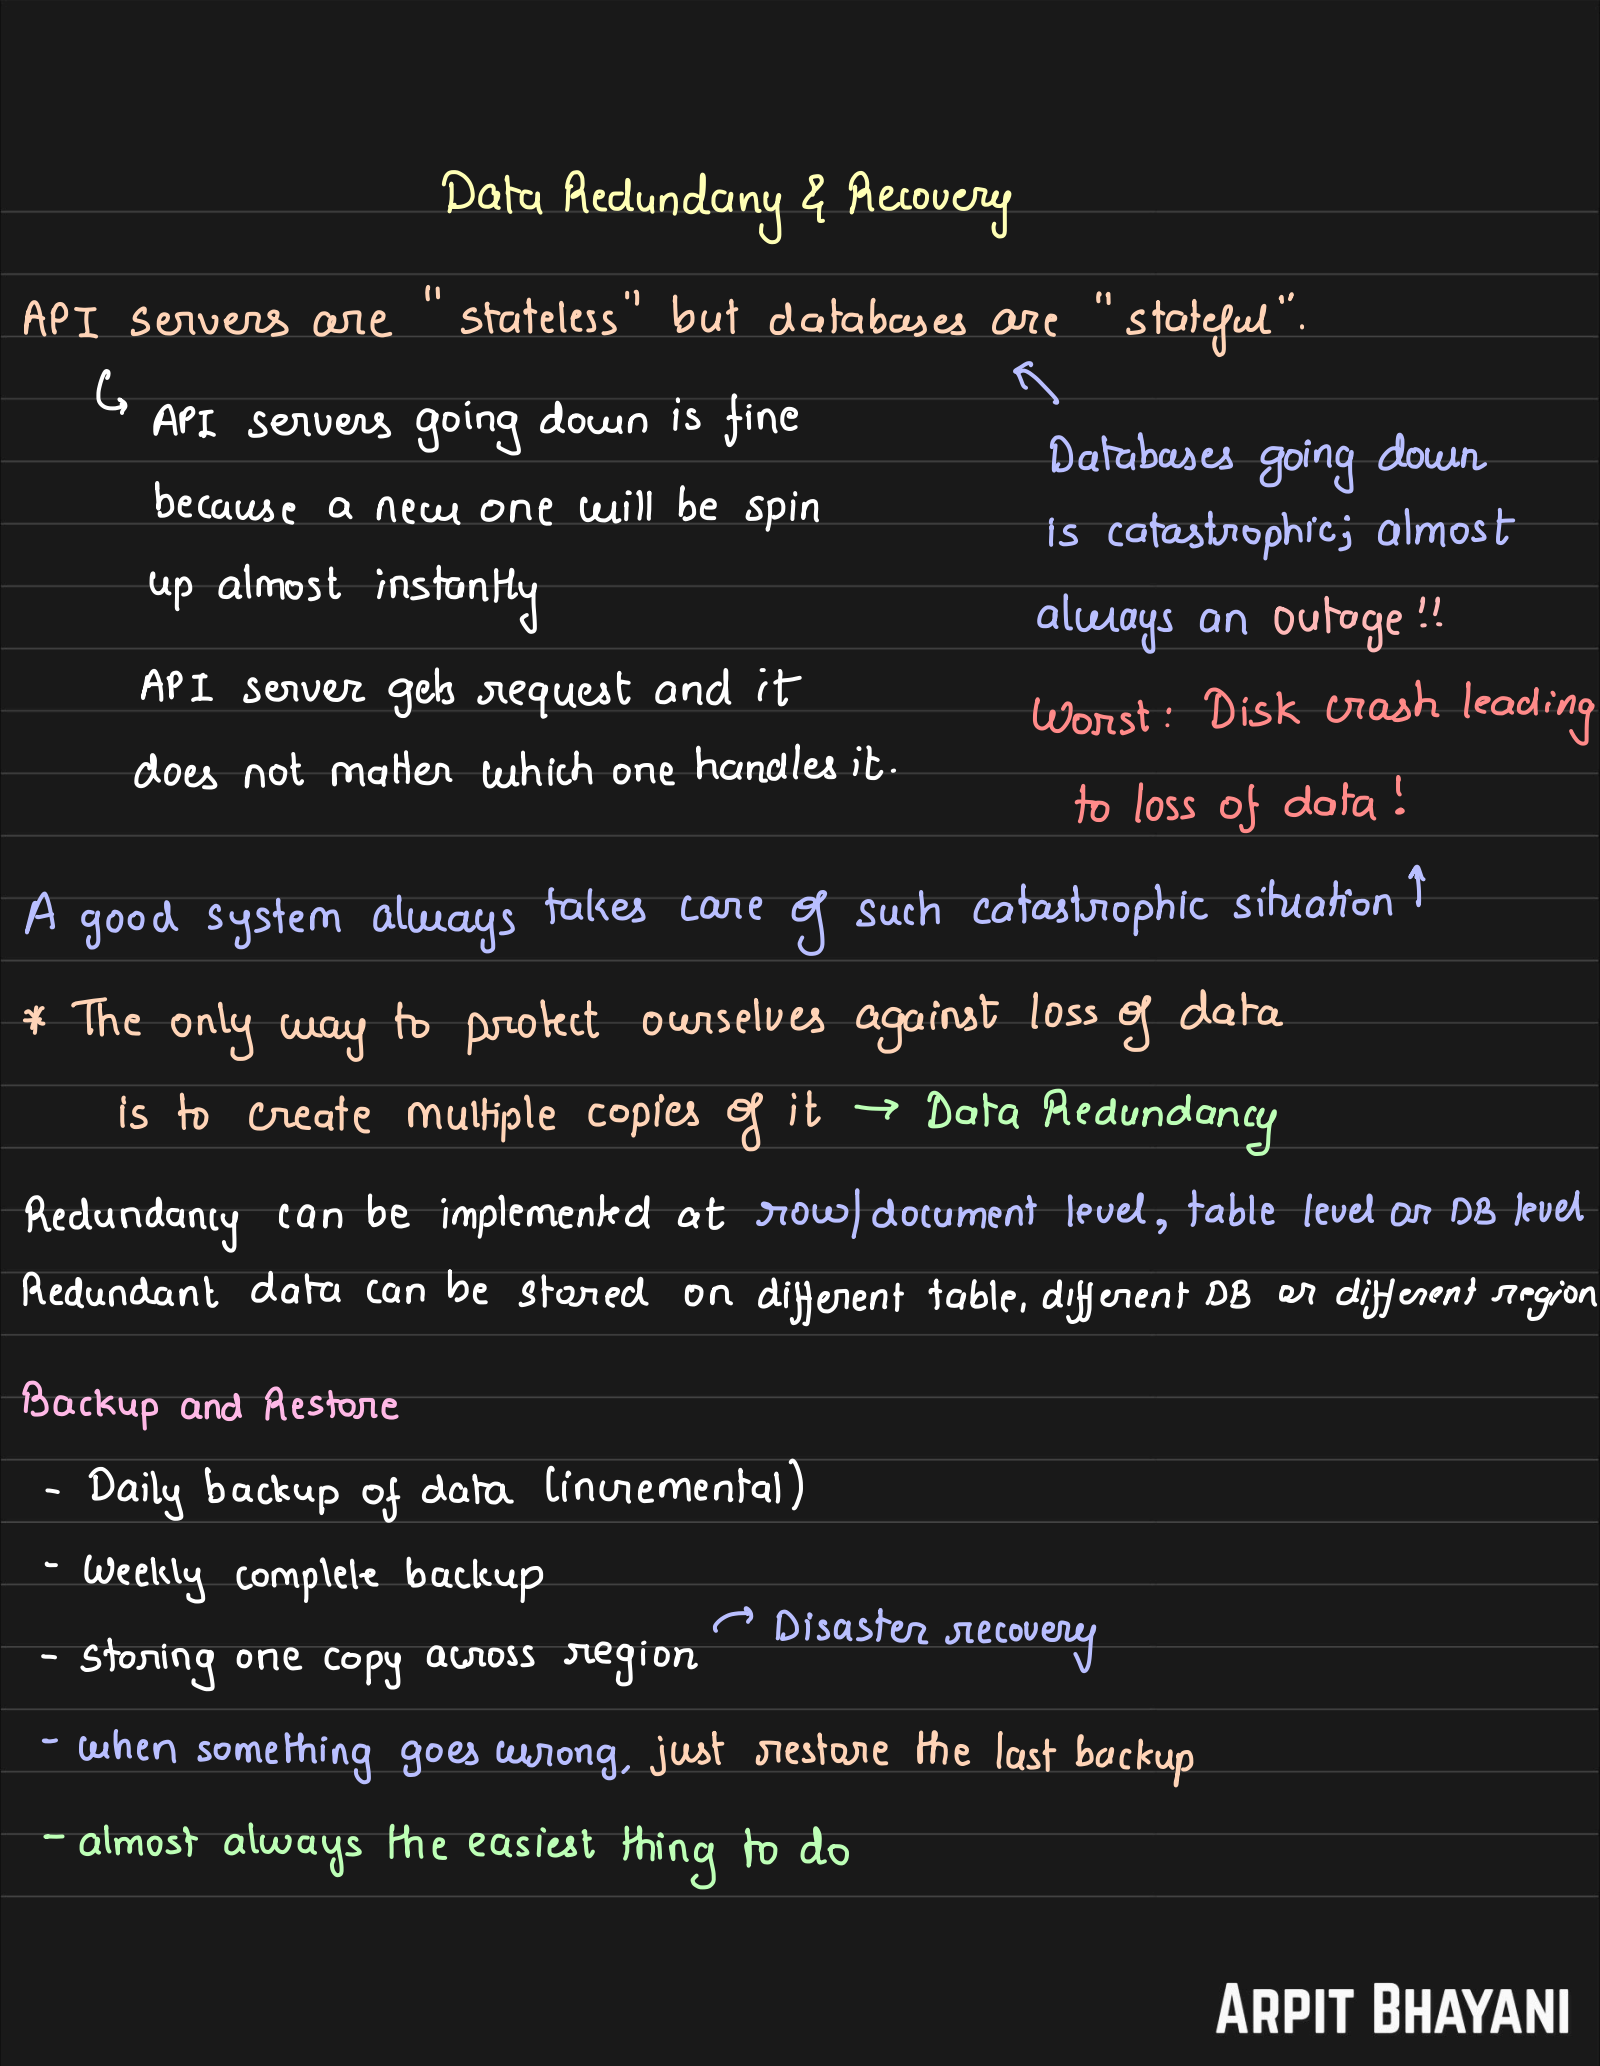 Data Redundany & Recovery
API servers are "stateless" but databases are "stateful".
API servers going down is fine
because a new one will be spin
up almost instantly
API server gets request and it
does not matter which one handles it.
Databases going down
is catastrophic; almost
always an outage!!
Worst: Disk crash leading
to loss of data!
A good system always takes care of such catastrophic situation ↑
* The only way to protect ourselves against loss of data
is to create multiple copies of it → Data Redundancy
Redundancy can be implemented at row/document level, table level or DB level
Redundant data can be stored on different table, different DB or different region
Backup and Restore
- Daily backup of data (incremental)
- Weekly complete backup
- Storing one copy across region → Disaster recovery
- when something goes wrong, just restore the last backup
- almost always the easiest thing to do
ARPIT BHAYANI